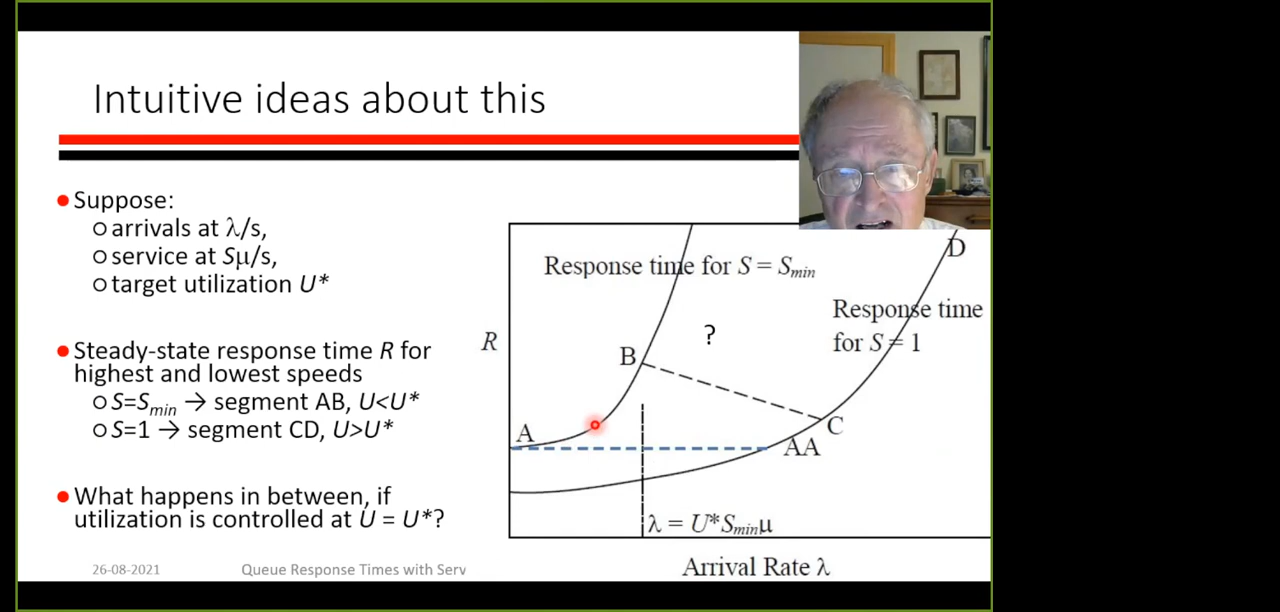 Intuitive ideas about this
Suppose:
arrivals at λ/s,
service at Sμ/s,
target utilization U*
Steady-state response time R for
highest and lowest speeds
S=Smin → segment AB, U<U*
S=1 → segment CD, U>U*
What happens in between, if
utilization is controlled at U = U*?
Response time for S = Smin
D
Response time
for S = 1
?
R
B
A
C
AA
λ = U*Sminμ
Arrival Rate λ
26-08-2021
Queue Response Times with Serv